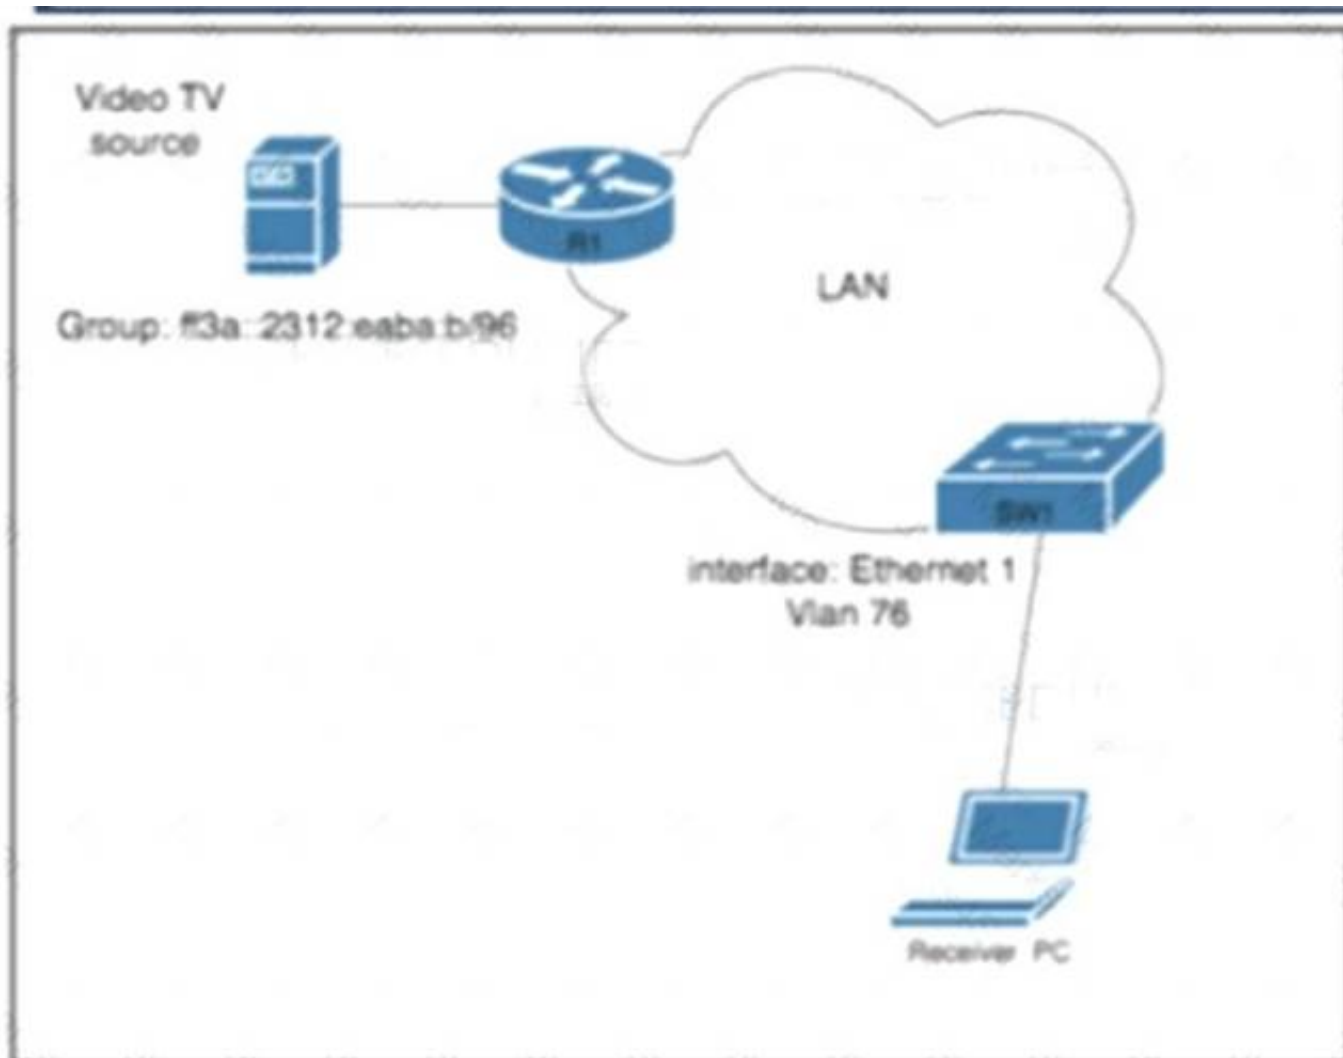 Video TV
source
R1
LAN
Group: ff3a::2312:eaba:b/96
SW1
interface: Ethernet 1
Vlan 76
Receiver PC